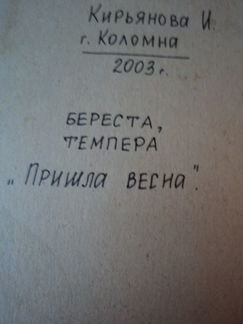 Кирьянова И.
г. Коломна
2003 г.
БЕРЕСТА,
ТЕМПЕРА
„Пришла весна".